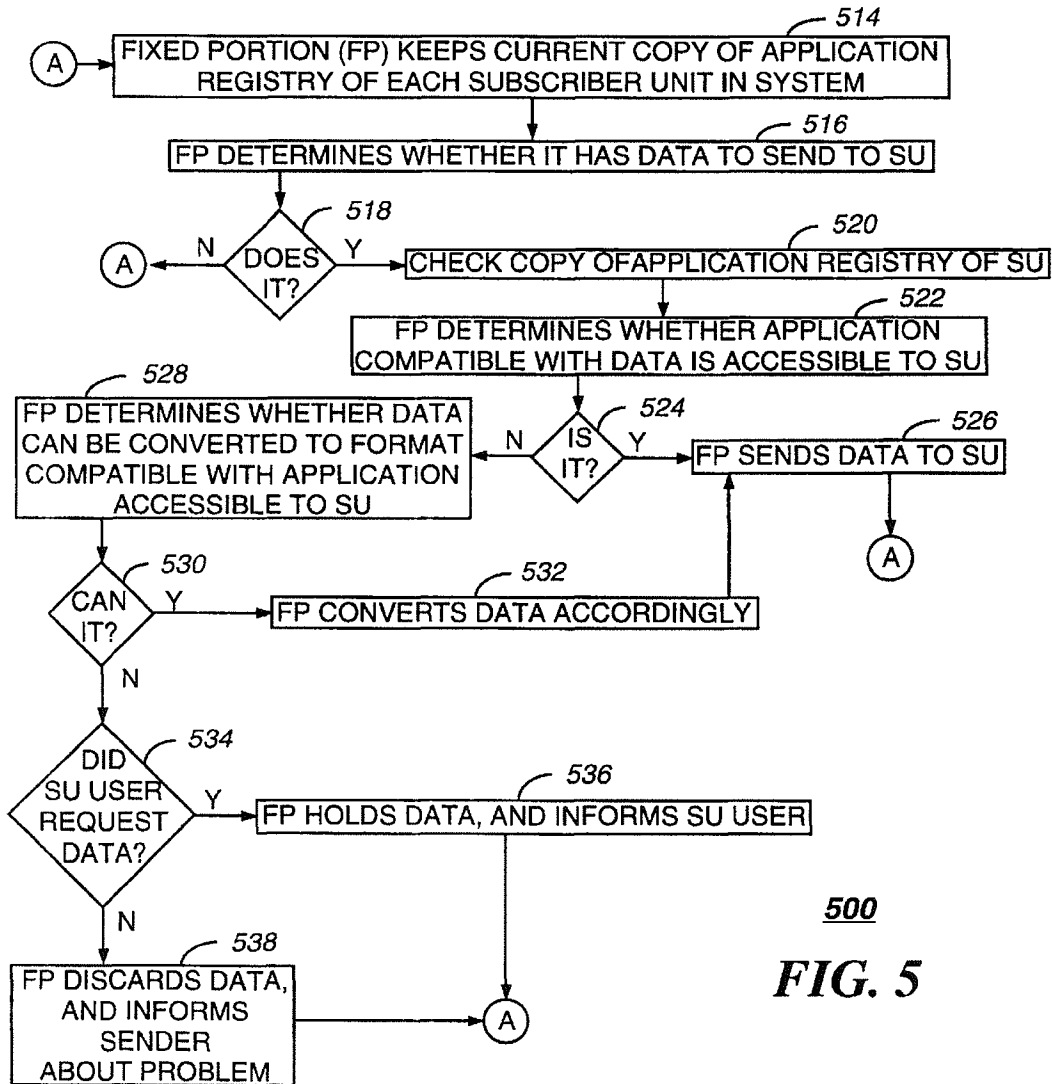 514
A
FIXED PORTION (FP) KEEPS CURRENT COPY OF APPLICATION
REGISTRY OF EACH SUBSCRIBER UNIT IN SYSTEM
516
FP DETERMINES WHETHER IT HAS DATA TO SEND TO SU
518
520
A
N
DOES
IT?
Y
CHECK COPY OFAPPLICATION REGISTRY OF SU
522
FP DETERMINES WHETHER APPLICATION
COMPATIBLE WITH DATA IS ACCESSIBLE TO SU
528
FP DETERMINES WHETHER DATA
CAN BE CONVERTED TO FORMAT
COMPATIBLE WITH APPLICATION
ACCESSIBLE TO SU
524
N
IS
IT?
Y
526
FP SENDS DATA TO SU
A
530
CAN
IT?
Y
532
FP CONVERTS DATA ACCORDINGLY
N
534
DID
SU USER
REQUEST
DATA?
Y
536
FP HOLDS DATA, AND INFORMS SU USER
N
538
FP DISCARDS DATA,
AND INFORMS
SENDER
ABOUT PROBLEM
A
500
FIG. 5